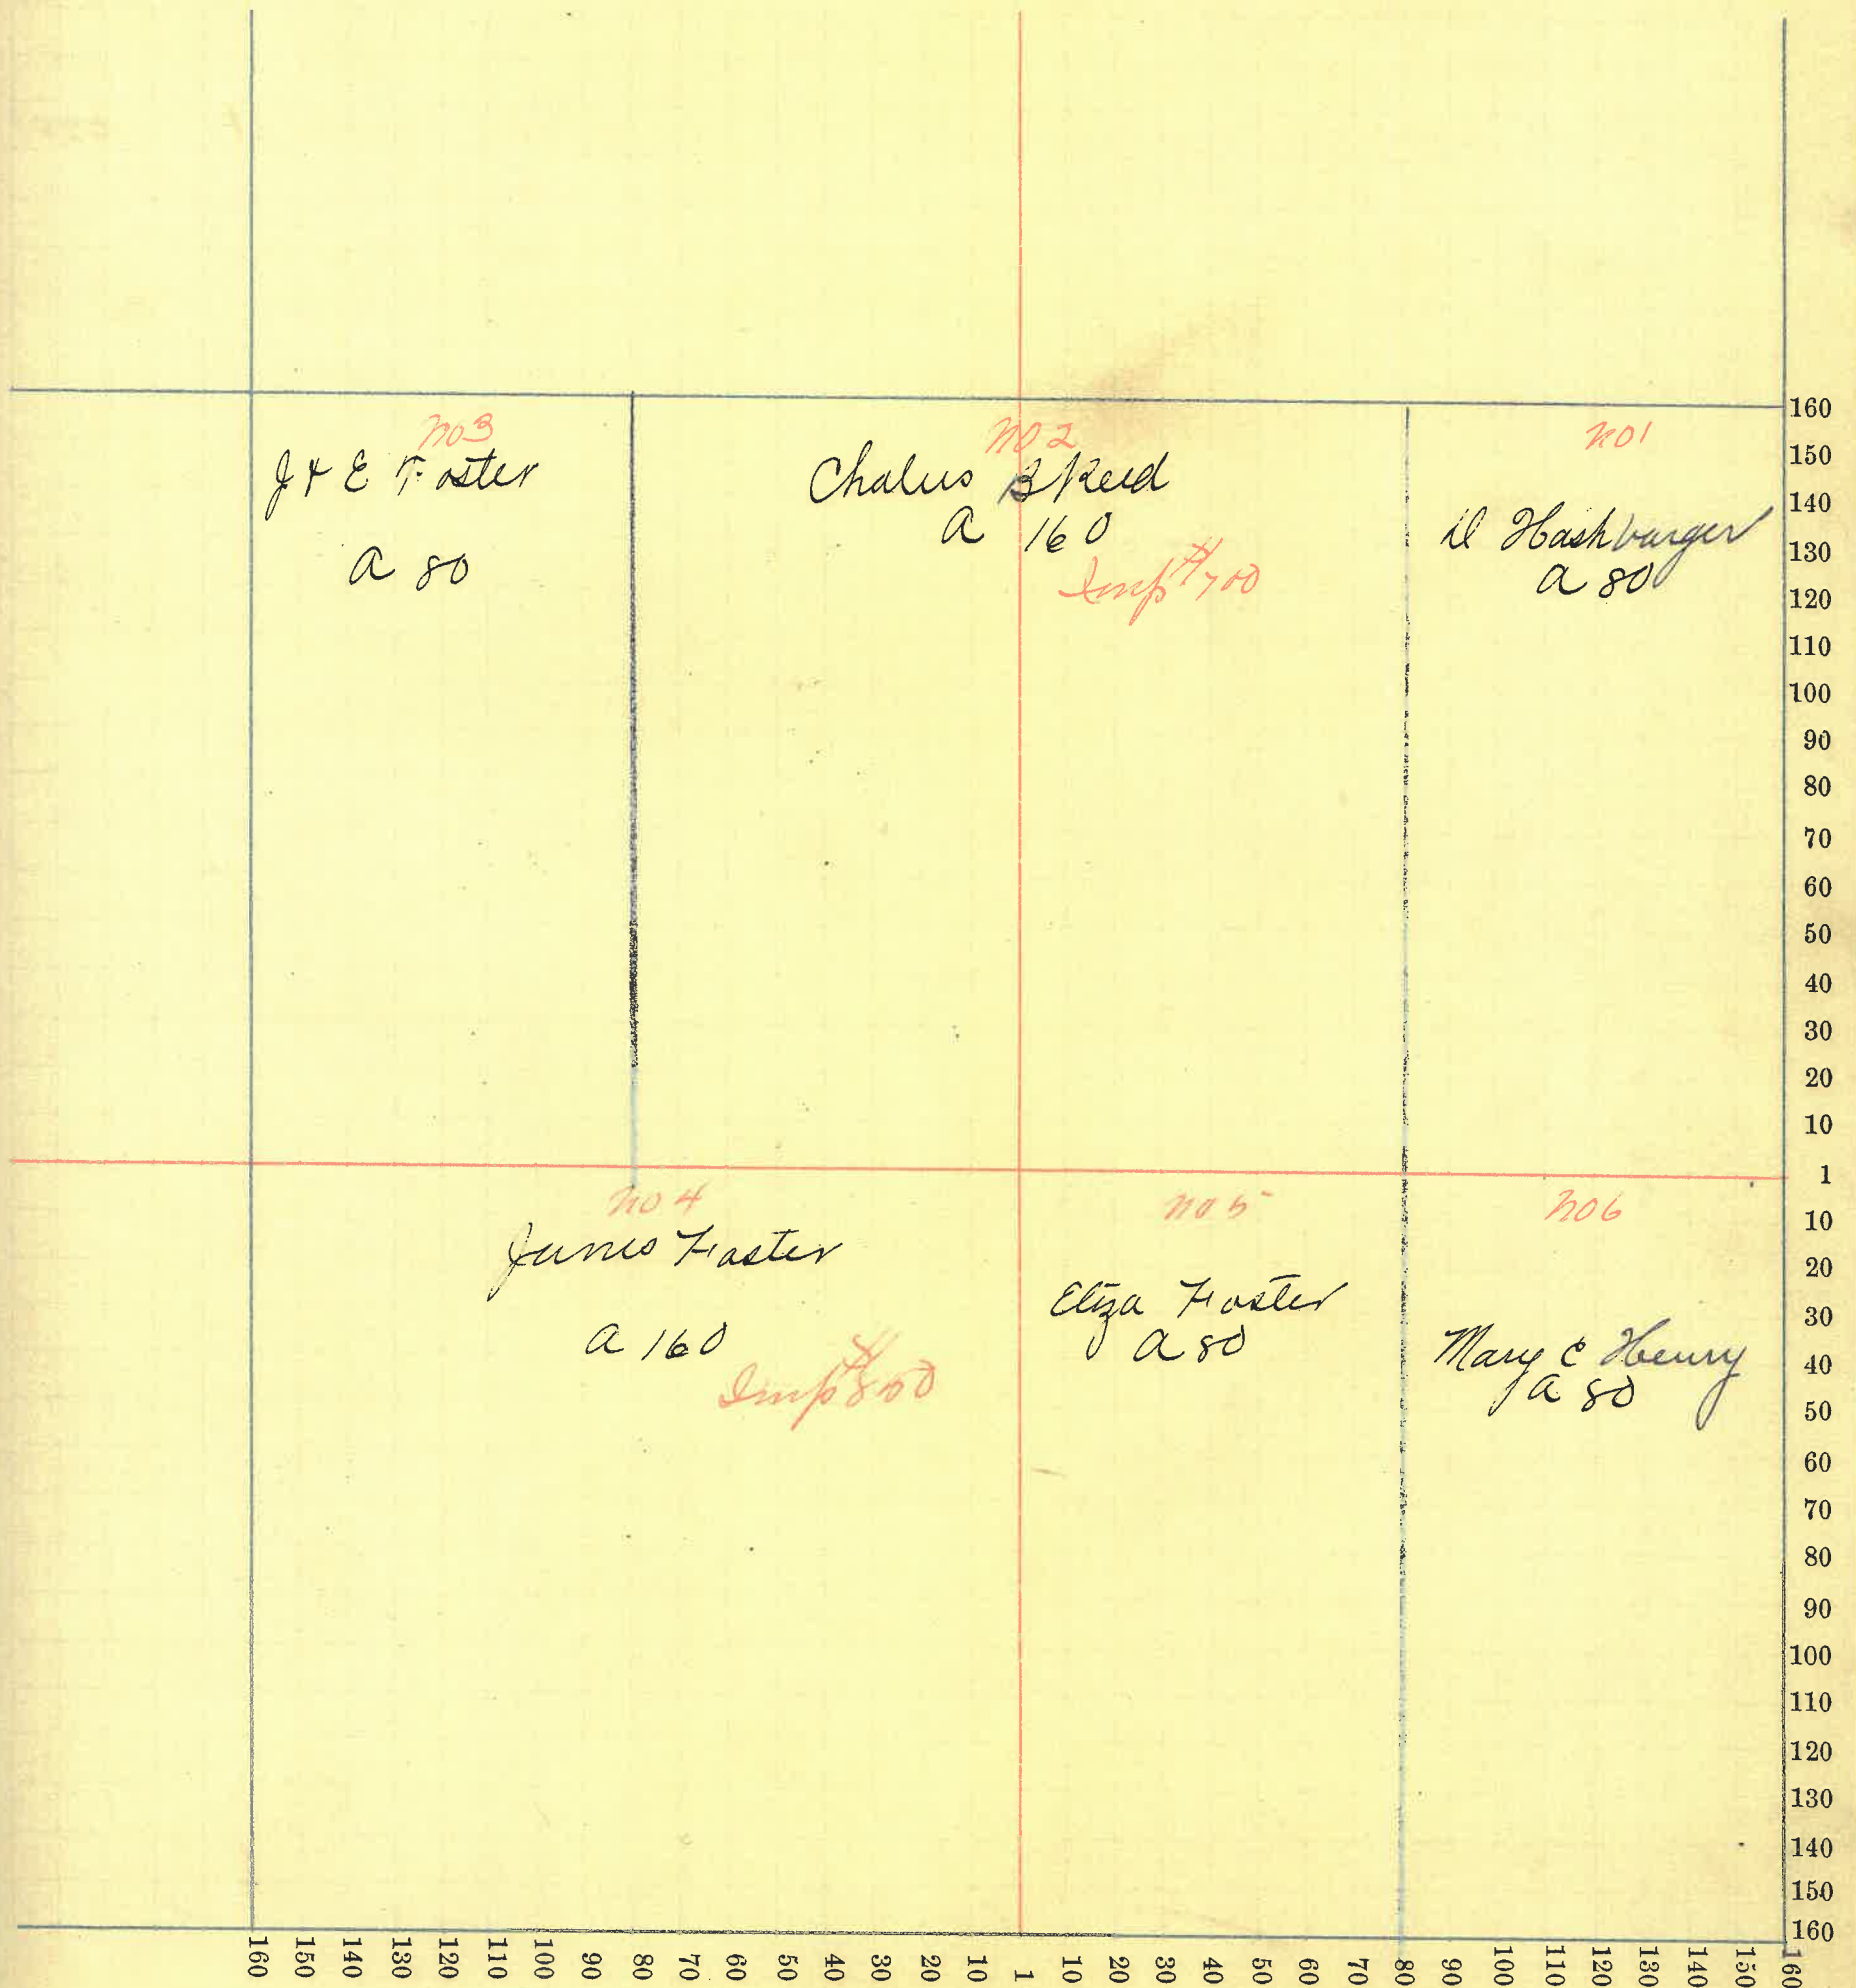 no 3
J & E Foster
A 80
no 2
Chalus B Reed
A 160
Imp $700
no 1
D Hashbarger
A 80
160
150
140
130
120
110
100
90
80
70
60
50
40
30
20
10
1
10
20
30
40
50
60
70
80
90
100
110
120
130
140
150
160
no 4
James Foster
A 160
Imp $800
no 5
Eliza Foster
A 80
no 6
Mary E Henry
A 80
160 150 140 130 120 110 100 90 80 70 60 50 40 30 20 10 1 10 20 30 40 50 60 70 80 90 100 110 120 130 140 150 160